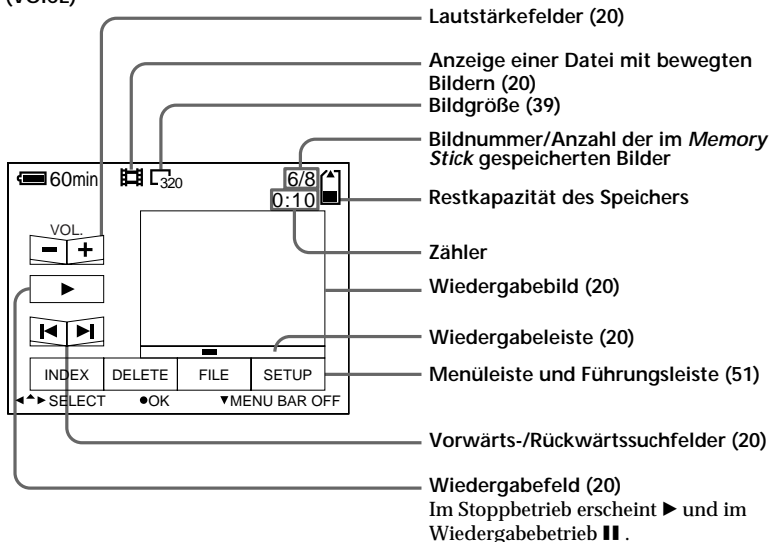 Lautstärkefelder (20)
Anzeige einer Datei mit bewegten
Bildern (20)
Bildgröße (39)
Bildnummer/Anzahl der im Memory
Stick gespeicherten Bilder
Restkapazität des Speichers
Zähler
Wiedergabebild (20)
Wiedergabeleiste (20)
Menüleiste und Führungsleiste (51)
Vorwärts-/Rückwärtssuchfelder (20)
Wiedergabefeld (20)
Im Stoppbetrieb erscheint ► und im
Wiedergabebetrieb ❚❚ .
60min
320
6/8
0:10
VOL.
INDEX DELETE FILE SETUP
◄▲► SELECT ●OK ▼MENU BAR OFF